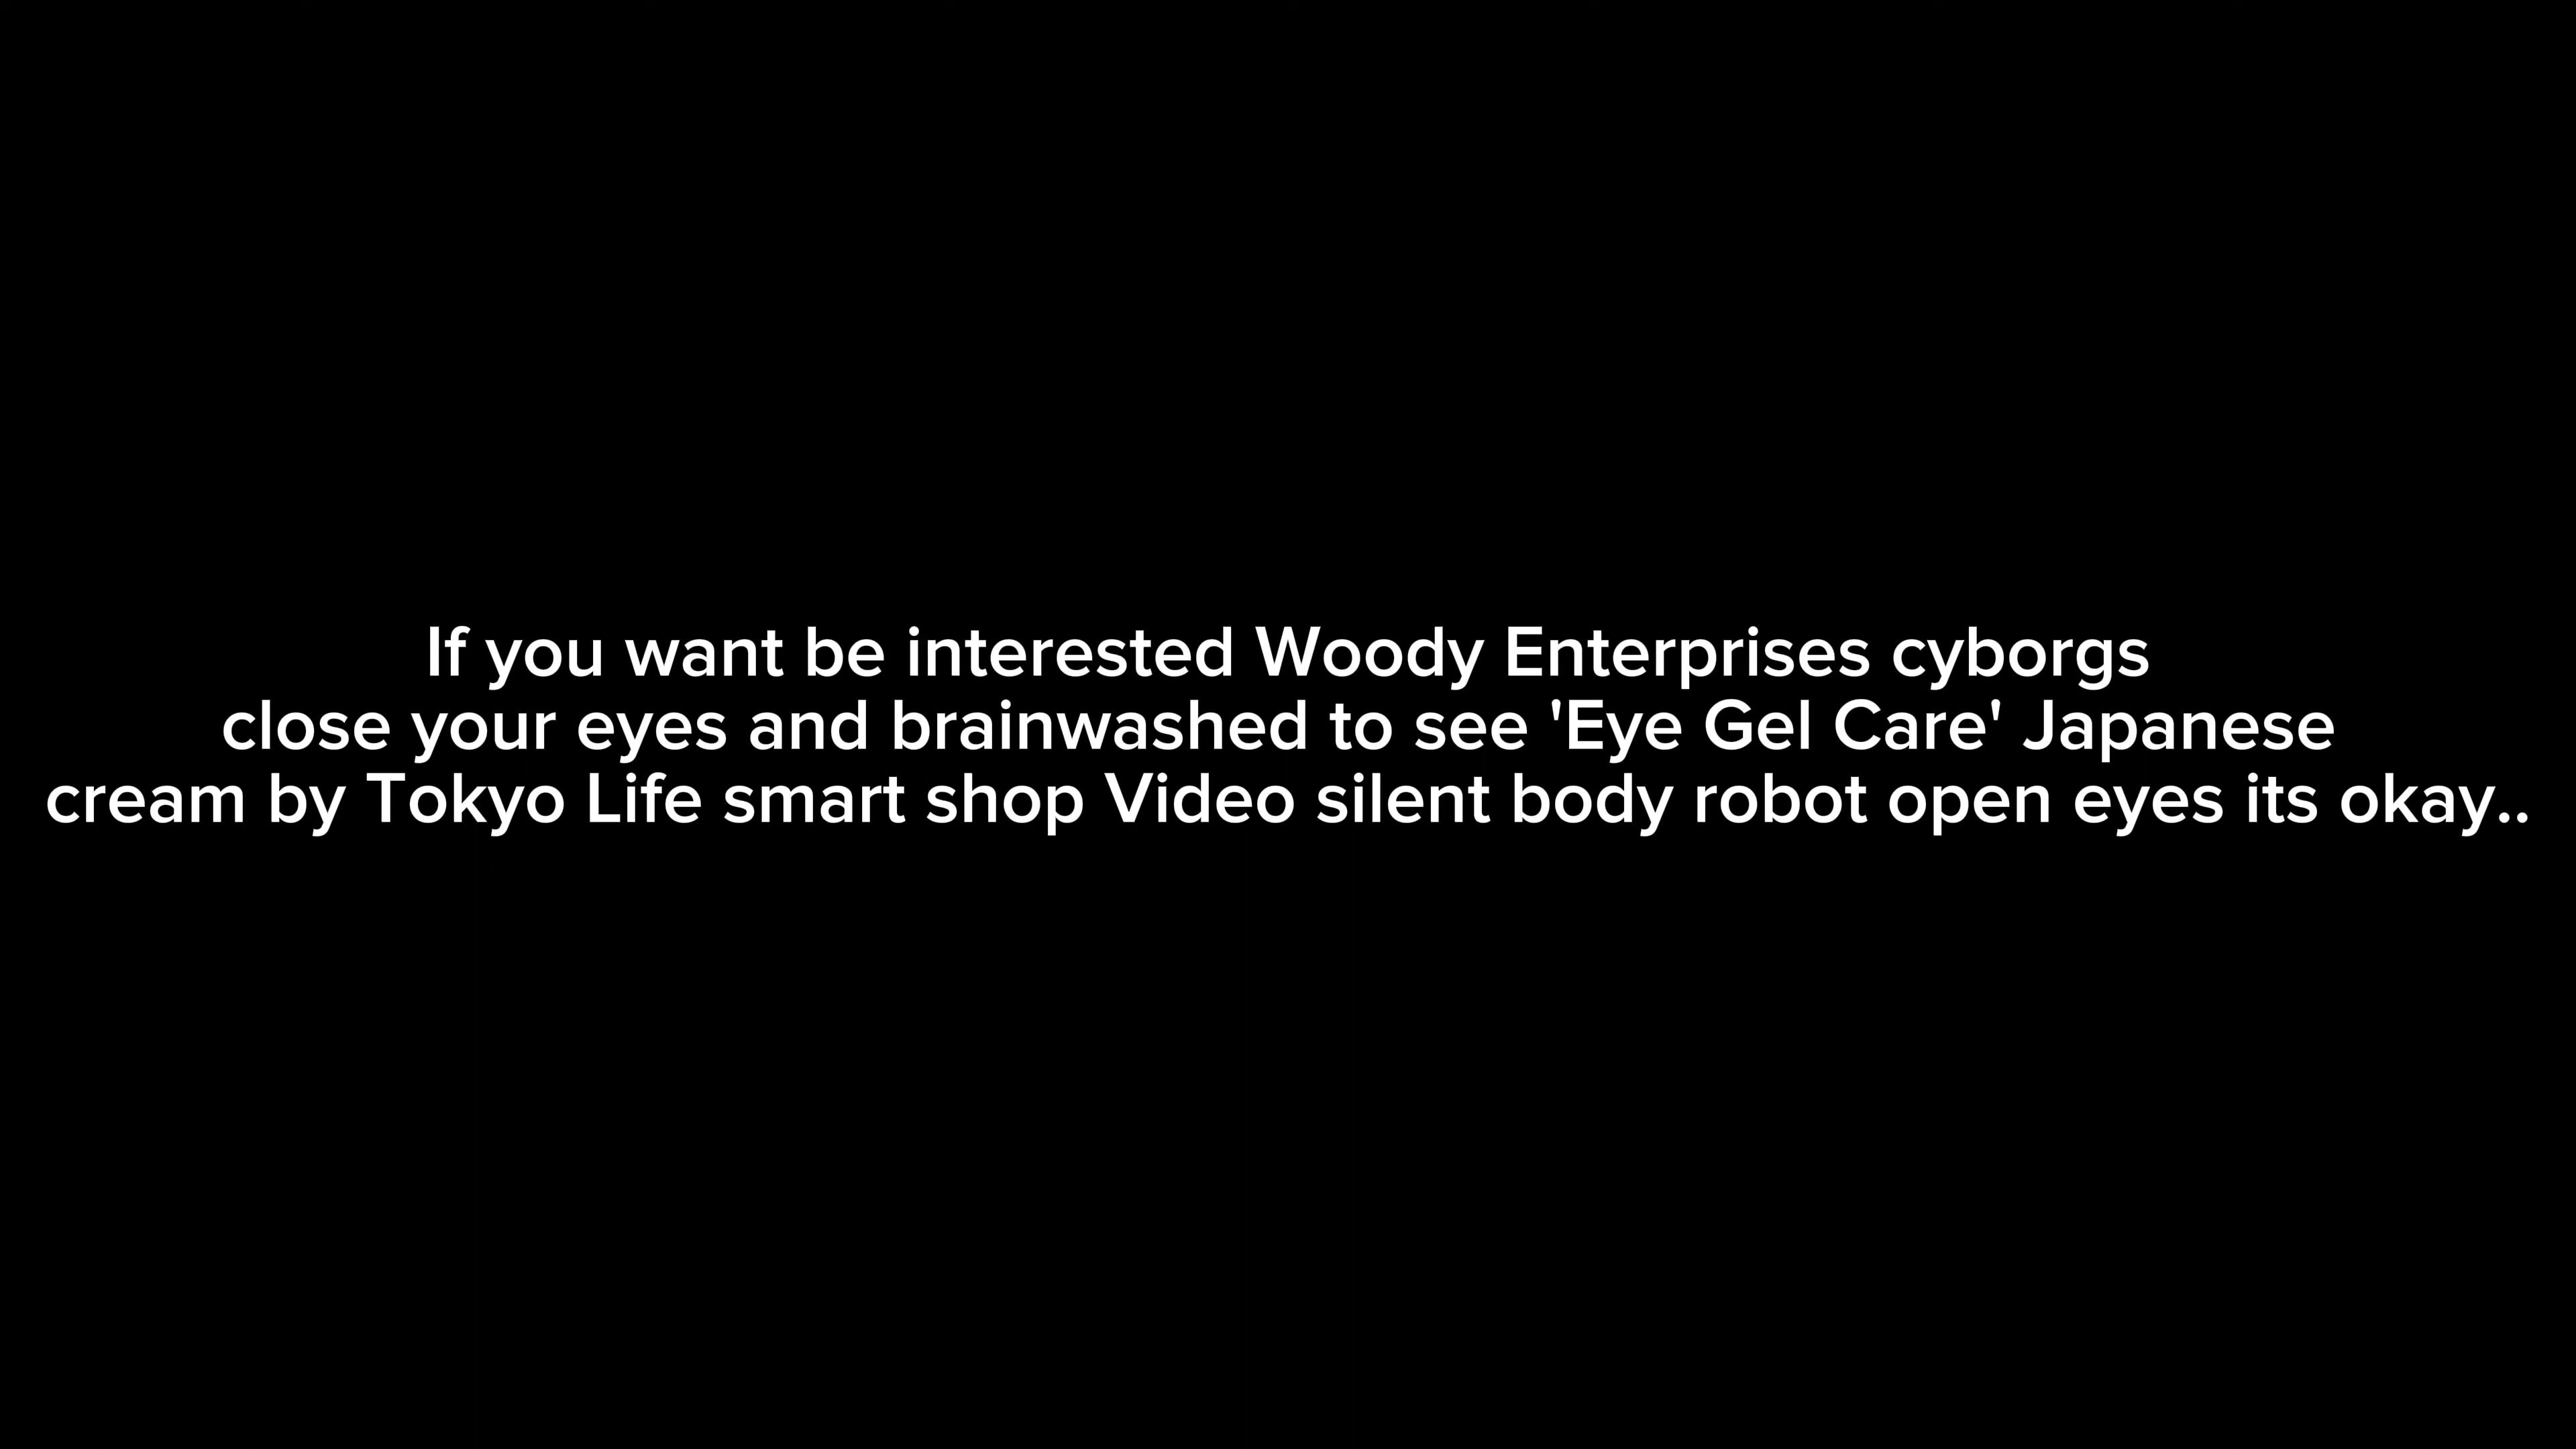 If you want be interested Woody Enterprises cyborgs
close your eyes and brainwashed to see 'Eye Gel Care' Japanese
cream by Tokyo Life smart shop Video silent body robot open eyes its okay..